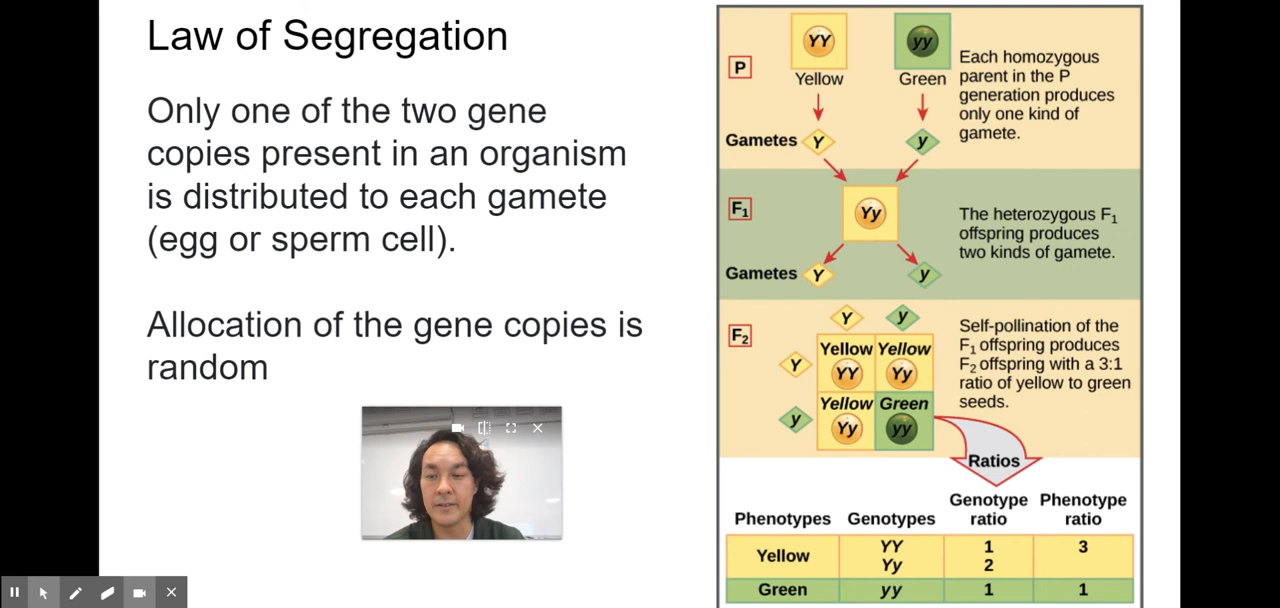 Law of Segregation
Only one of the two gene
copies present in an organism
is distributed to each gamete
(egg or sperm cell).
Allocation of the gene copies is
random
P
YY
yy
Yellow
Green
Each homozygous
parent in the P
generation produces
only one kind of
gamete.
Gametes Y y
F₁
Yy
The heterozygous F₁
offspring produces
two kinds of gamete.
Gametes Y y
F₂
Y y
Y
Yellow Yellow
YY Yy
y
Yellow Green
Yy yy
Self-pollination of the
F₁ offspring produces
F₂ offspring with a 3:1
ratio of yellow to green
seeds.
Ratios
Phenotypes Genotypes Genotype ratio Phenotype ratio
Yellow YY 1 3
Yy 2
Green yy 1 1